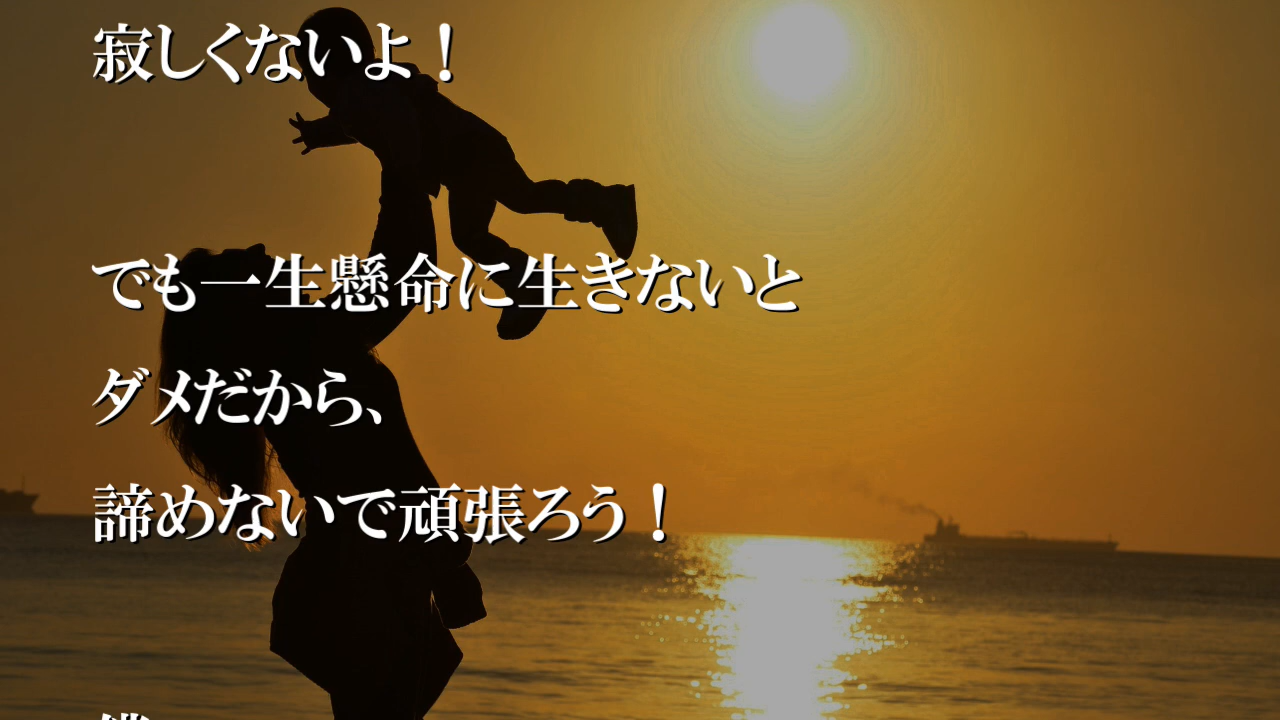 寂しくないよ！
でも一生懸命に生きないと
ダメだから、
諦めないで頑張ろう！